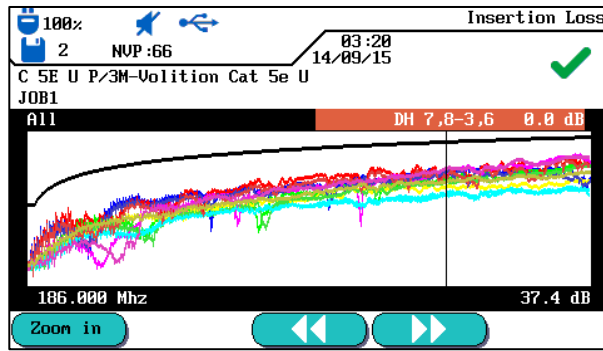 100%
Insertion Loss
2 NVP:66
03:20
14/09/15
C 5E U P/3M-Volition Cat 5e U
JOB1
All DH 7,8-3,6 0.0 dB
186.000 Mhz 37.4 dB
Zoom in